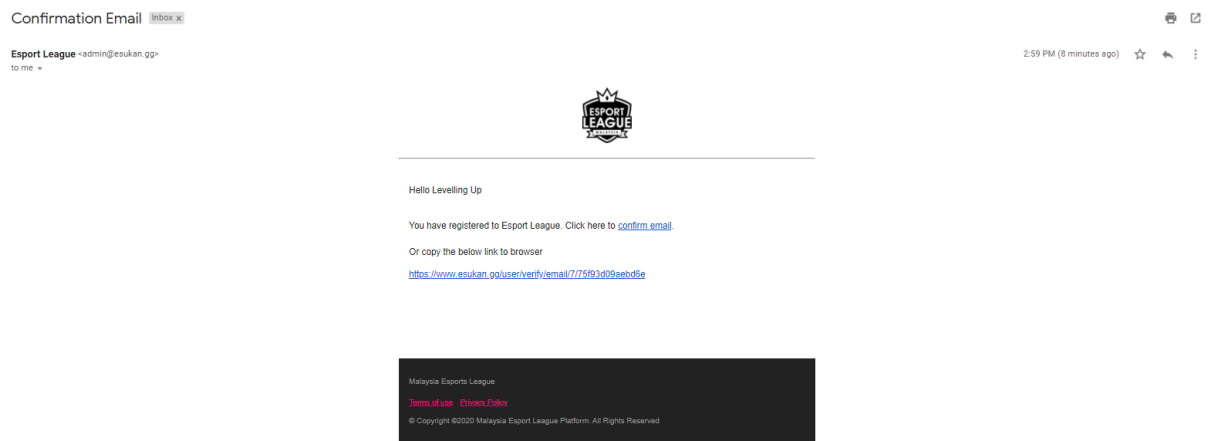 Confirmation Email Inbox x
Esport League <admin@esukan.gg>
2:59 PM (8 minutes ago)
to me
ESPORT
LEAGUE
MALAYSIA
Hello Levelling Up
You have registered to Esport League. Click here to confirm email.
Or copy the below link to browser
https://www.esukan.gg/user/verify/email/7/75f93d09aebd6e
Malaysia Esports League
Terms of use Privacy Policy
© Copyright ©2020 Malaysia Esport League Platform. All Rights Reserved